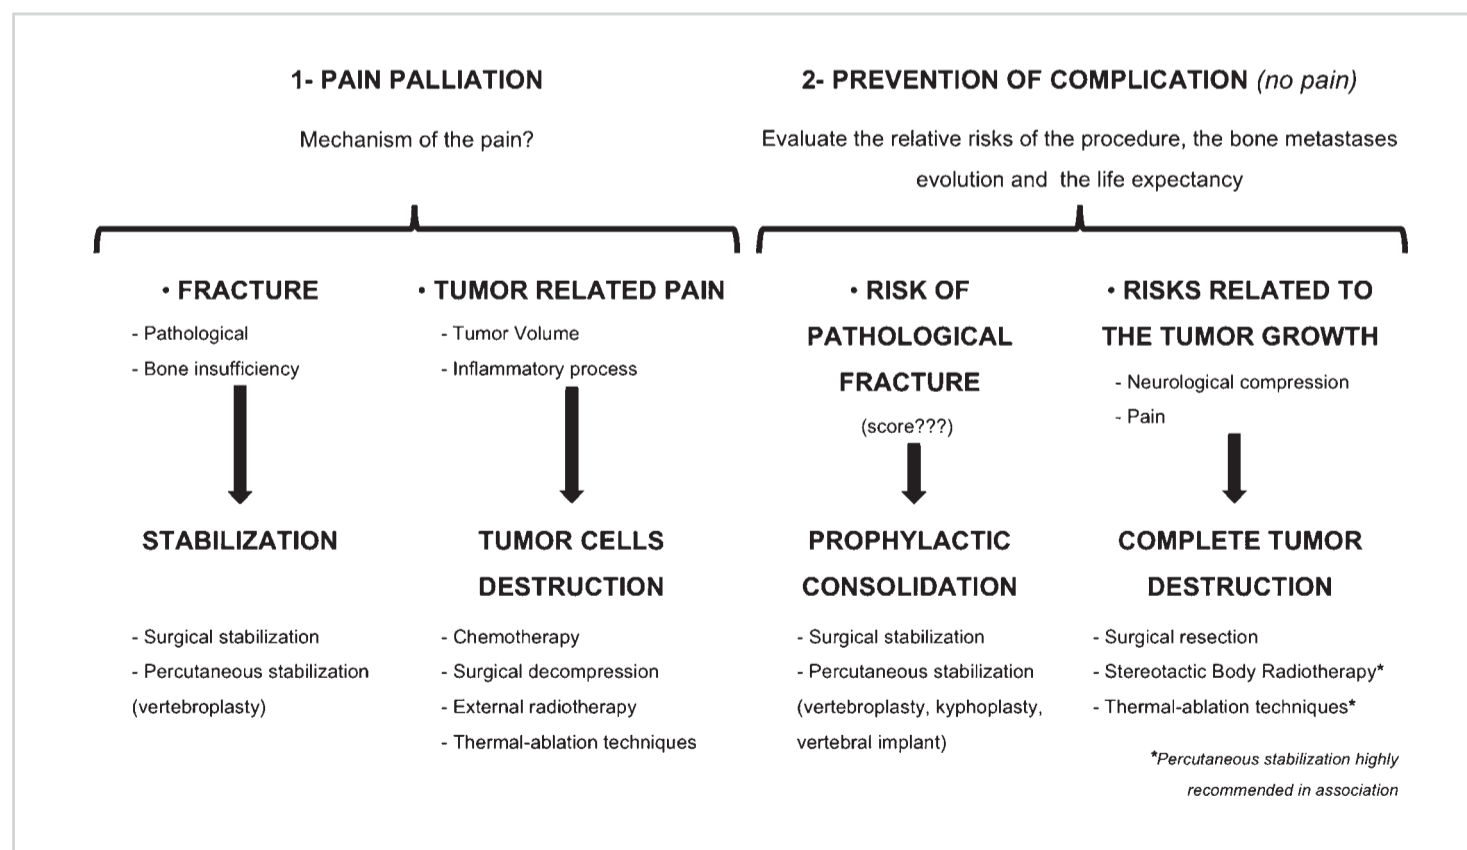 1- PAIN PALLIATION
Mechanism of the pain?
• FRACTURE
- Pathological
- Bone insufficiency
STABILIZATION
- Surgical stabilization
- Percutaneous stabilization
(vertebroplasty)
• TUMOR RELATED PAIN
- Tumor Volume
- Inflammatory process
TUMOR CELLS
DESTRUCTION
- Chemotherapy
- Surgical decompression
- External radiotherapy
- Thermal-ablation techniques
2- PREVENTION OF COMPLICATION (no pain)
Evaluate the relative risks of the procedure, the bone metastases
evolution and the life expectancy
• RISK OF
PATHOLOGICAL
FRACTURE
(score???)
PROPHYLACTIC
CONSOLIDATION
- Surgical stabilization
- Percutaneous stabilization
(vertebroplasty, kyphoplasty,
vertebral implant)
• RISKS RELATED TO
THE TUMOR GROWTH
- Neurological compression
- Pain
COMPLETE TUMOR
DESTRUCTION
- Surgical resection
- Stereotactic Body Radiotherapy*
- Thermal-ablation techniques*
*Percutaneous stabilization highly
recommended in association